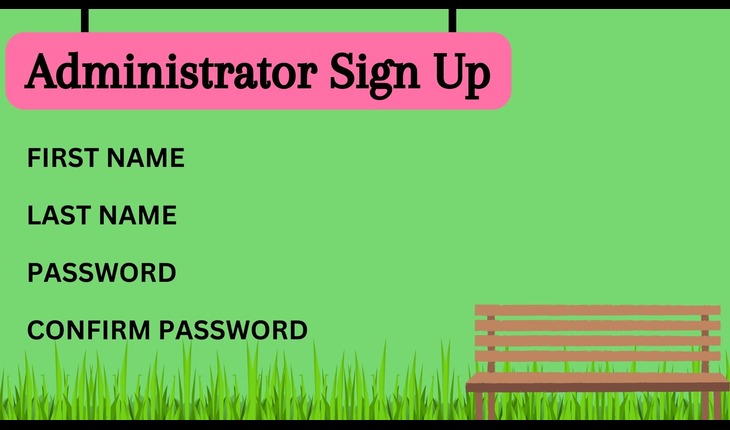 Administrator Sign Up
FIRST NAME
LAST NAME
PASSWORD
CONFIRM PASSWORD